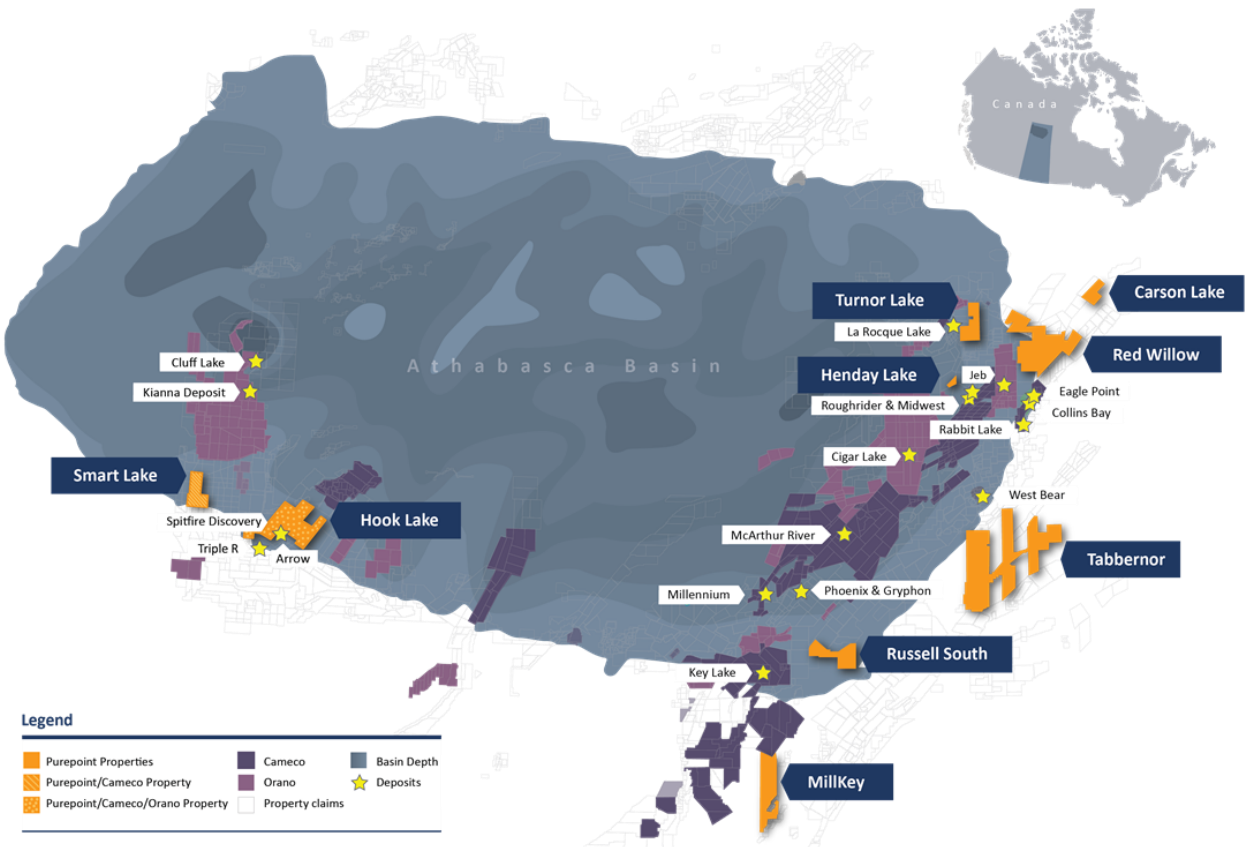 Canada
Carson Lake
Turnor Lake
La Rocque Lake
Red Willow
Athabasca Basin
Cluff Lake
Henday Lake
Jeb
Kianna Deposit
Eagle Point
Roughrider & Midwest
Collins Bay
Rabbit Lake
Cigar Lake
Smart Lake
West Bear
Spitfire Discovery
Hook Lake
McArthur River
Triple R
Arrow
Tabbernor
Millennium
Phoenix & Gryphon
Russell South
Key Lake
Legend
Purepoint Properties
Cameco
Basin Depth
Purepoint/Cameco Property
Orano
Deposits
Purepoint/Cameco/Orano Property
Property claims
MillKey